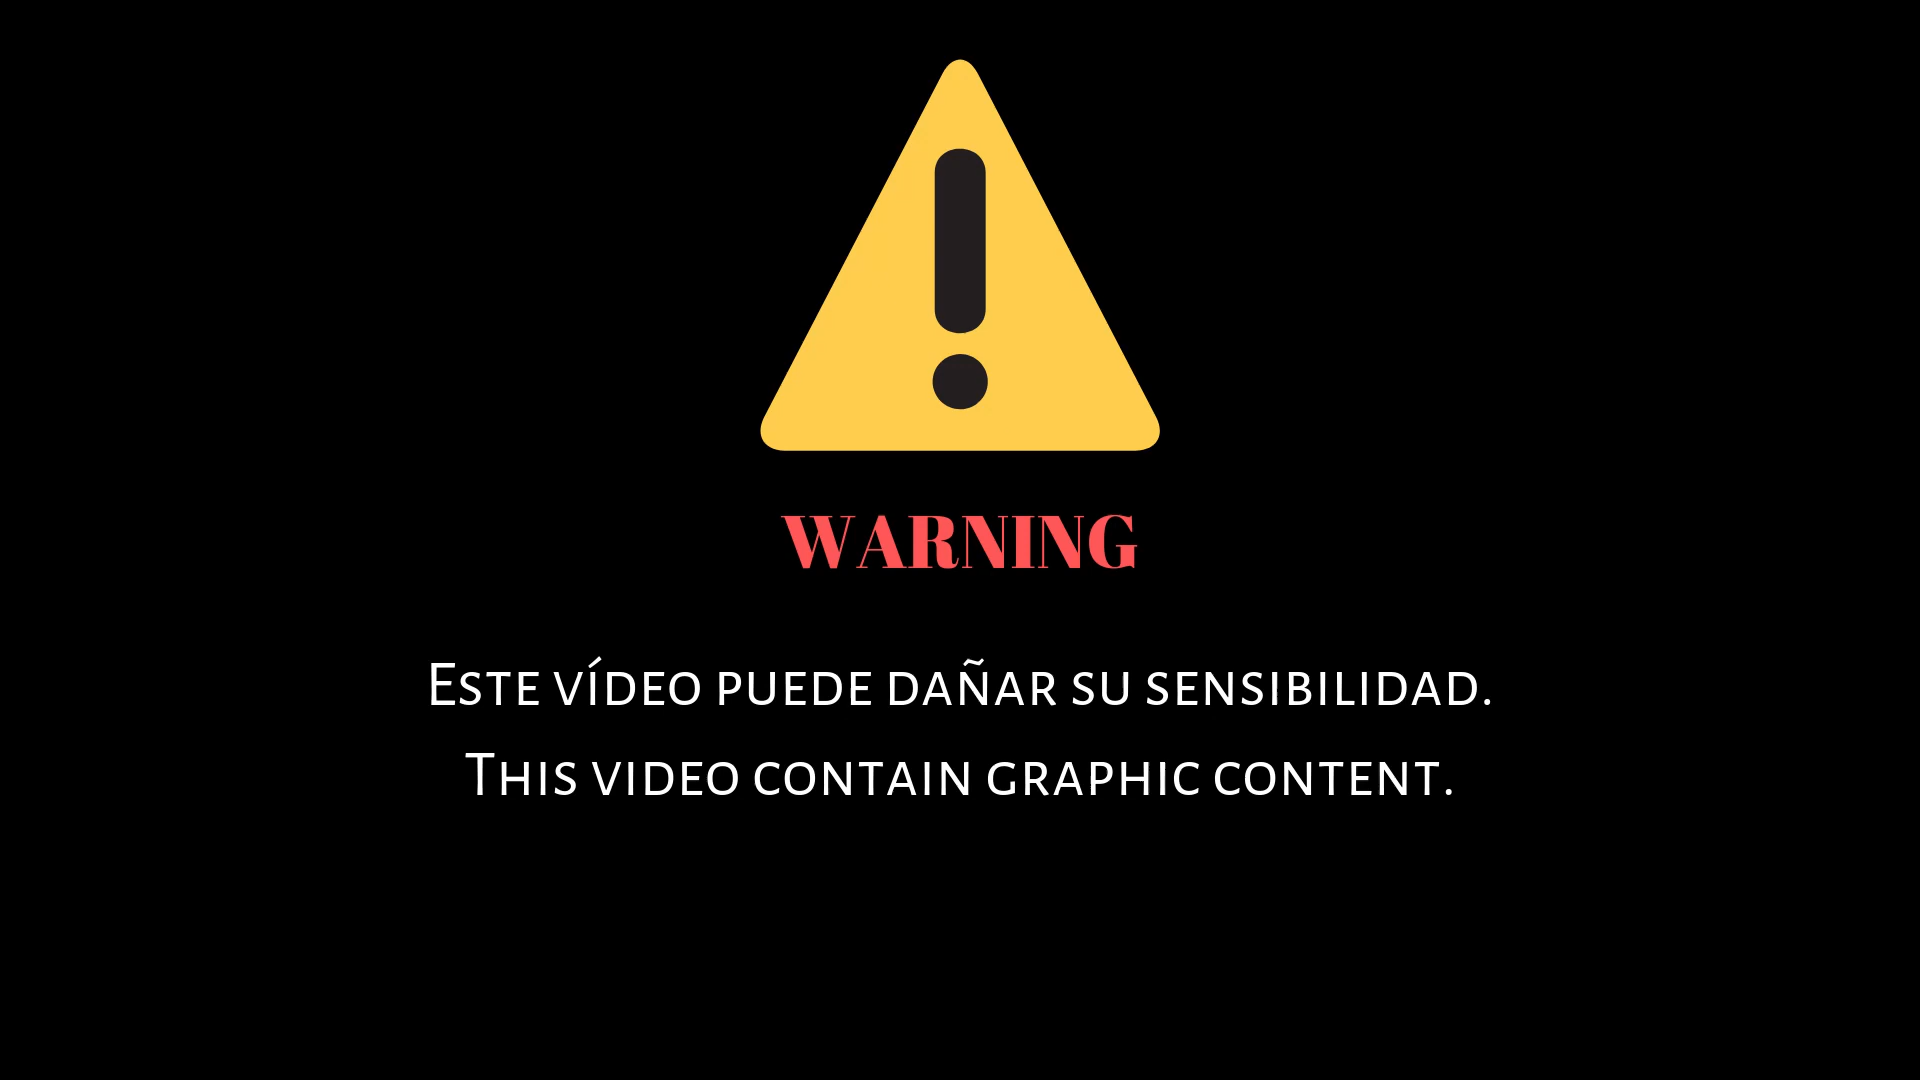 WARNING
Este vídeo puede dañar su sensibilidad.
This video contain graphic content.